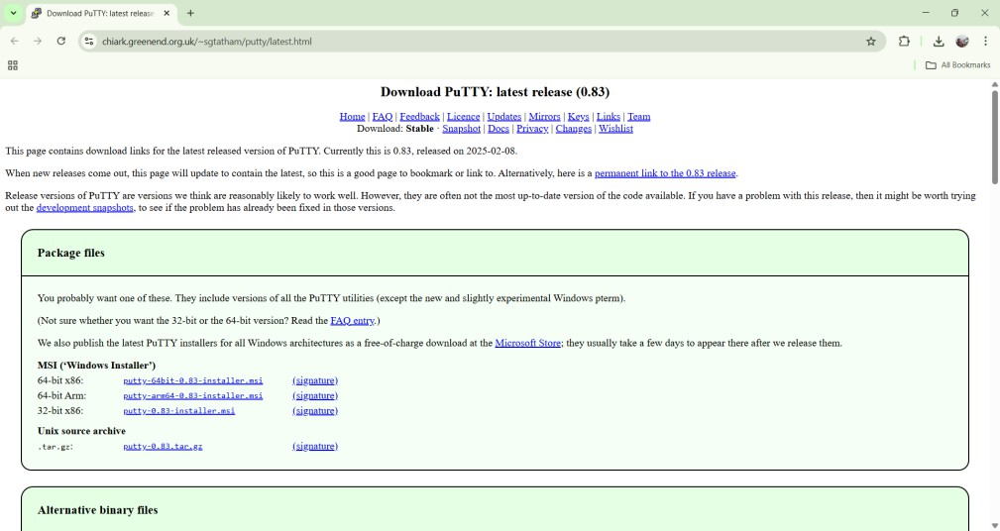 Download PuTTY: latest release
chiark.greenend.org.uk/~sgtatham/putty/latest.html
All Bookmarks
Download PuTTY: latest release (0.83)
Home | FAQ | Feedback | Licence | Updates | Mirrors | Keys | Links | Team
Download: Stable · Snapshot | Docs | Privacy | Changes | Wishlist
This page contains download links for the latest released version of PuTTY. Currently this is 0.83, released on 2025-02-08.
When new releases come out, this page will update to contain the latest, so this is a good page to bookmark or link to. Alternatively, here is a permanent link to the 0.83 release.
Release versions of PuTTY are versions we think are reasonably likely to work well. However, they are often not the most up-to-date version of the code available. If you have a problem with this release, then it might be worth trying
out the development snapshots, to see if the problem has already been fixed in those versions.
Package files
You probably want one of these. They include versions of all the PuTTY utilities (except the new and slightly experimental Windows pterm).
(Not sure whether you want the 32-bit or the 64-bit version? Read the FAQ entry.)
We also publish the latest PuTTY installers for all Windows architectures as a free-of-charge download at the Microsoft Store; they usually take a few days to appear there after we release them.
MSI (‘Windows Installer’)
64-bit x86: putty-64bit-0.83-installer.msi (signature)
64-bit Arm: putty-arm64-0.83-installer.msi (signature)
32-bit x86: putty-0.83-installer.msi (signature)
Unix source archive
.tar.gz: putty-0.83.tar.gz (signature)
Alternative binary files